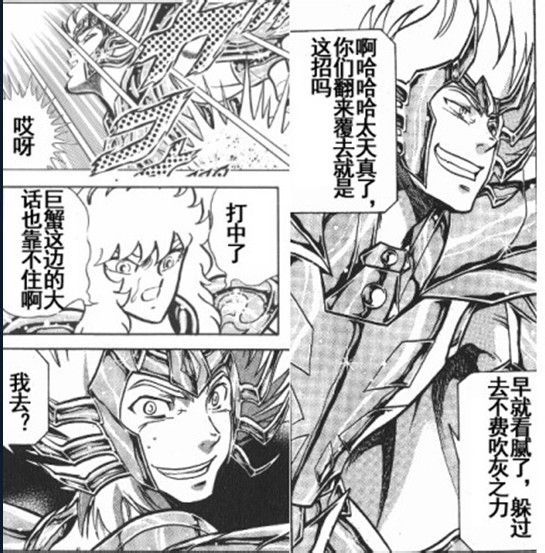 啊哈哈哈太天真了，
你们翻来覆去就是
这招吗
早就看腻了，躲过
去不费吹灰之力
哎呀
打中了
巨蟹这边的大
话也靠不住啊
我去？